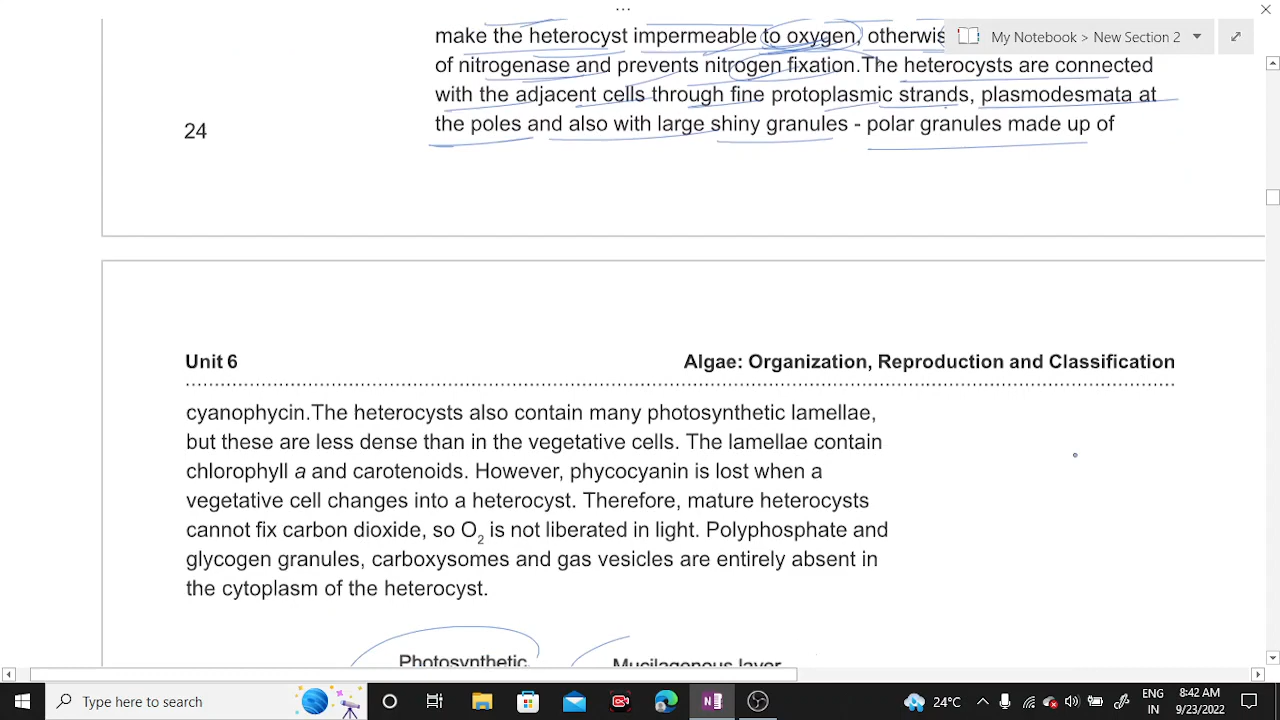 make the heterocyst impermeable to oxygen, otherwis
My Notebook > New Section 2
of nitrogenase and prevents nitrogen fixation.The heterocysts are connected
with the adjacent cells through fine protoplasmic strands, plasmodesmata at
the poles and also with large shiny granules - polar granules made up of
24
Unit 6 Algae: Organization, Reproduction and Classification
cyanophycin.The heterocysts also contain many photosynthetic lamellae,
but these are less dense than in the vegetative cells. The lamellae contain
chlorophyll a and carotenoids. However, phycocyanin is lost when a
vegetative cell changes into a heterocyst. Therefore, mature heterocysts
cannot fix carbon dioxide, so O2 is not liberated in light. Polyphosphate and
glycogen granules, carboxysomes and gas vesicles are entirely absent in
the cytoplasm of the heterocyst.
Photosynthetic Mucilagenous layer
Type here to search
24°C
ENG
IN
8:42 AM
9/23/2022